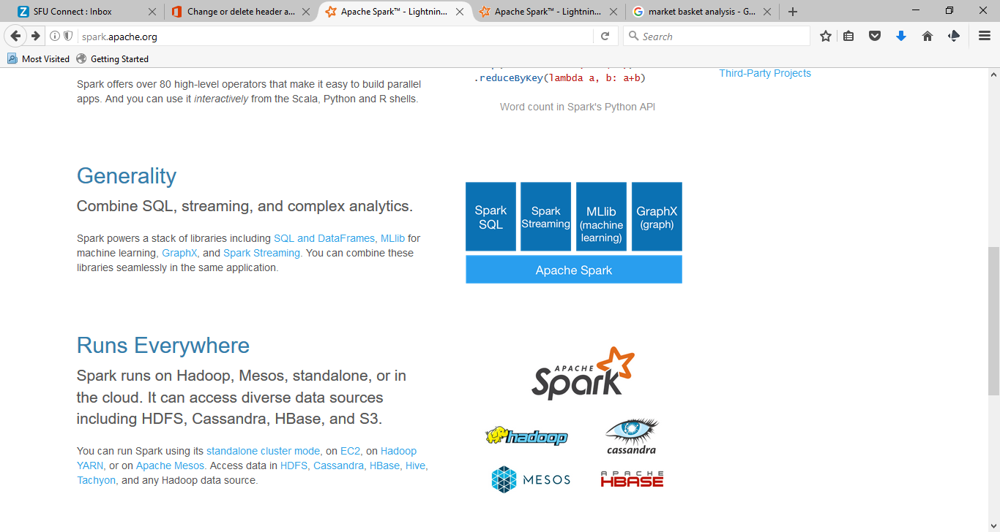 SFU Connect : Inbox
Change or delete header a...
Apache Spark™ - Lightnin...
Apache Spark™ - Lightnin...
market basket analysis - G...
spark.apache.org
Search
Most Visited
Getting Started
Spark offers over 80 high-level operators that make it easy to build parallel
apps. And you can use it interactively from the Scala, Python and R shells.
.reduceByKey(lambda a, b: a+b)
Word count in Spark's Python API
Third-Party Projects
Generality
Combine SQL, streaming, and complex analytics.
Spark powers a stack of libraries including SQL and DataFrames, MLlib for
machine learning, GraphX, and Spark Streaming. You can combine these
libraries seamlessly in the same application.
Spark
SQL
Spark
Streaming
MLlib
(machine
learning)
GraphX
(graph)
Apache Spark
Runs Everywhere
Spark runs on Hadoop, Mesos, standalone, or in
the cloud. It can access diverse data sources
including HDFS, Cassandra, HBase, and S3.
You can run Spark using its standalone cluster mode, on EC2, on Hadoop
YARN, or on Apache Mesos. Access data in HDFS, Cassandra, HBase, Hive,
Tachyon, and any Hadoop data source.
APACHE
Spark
hadoop
cassandra
MESOS
APACHE
HBASE